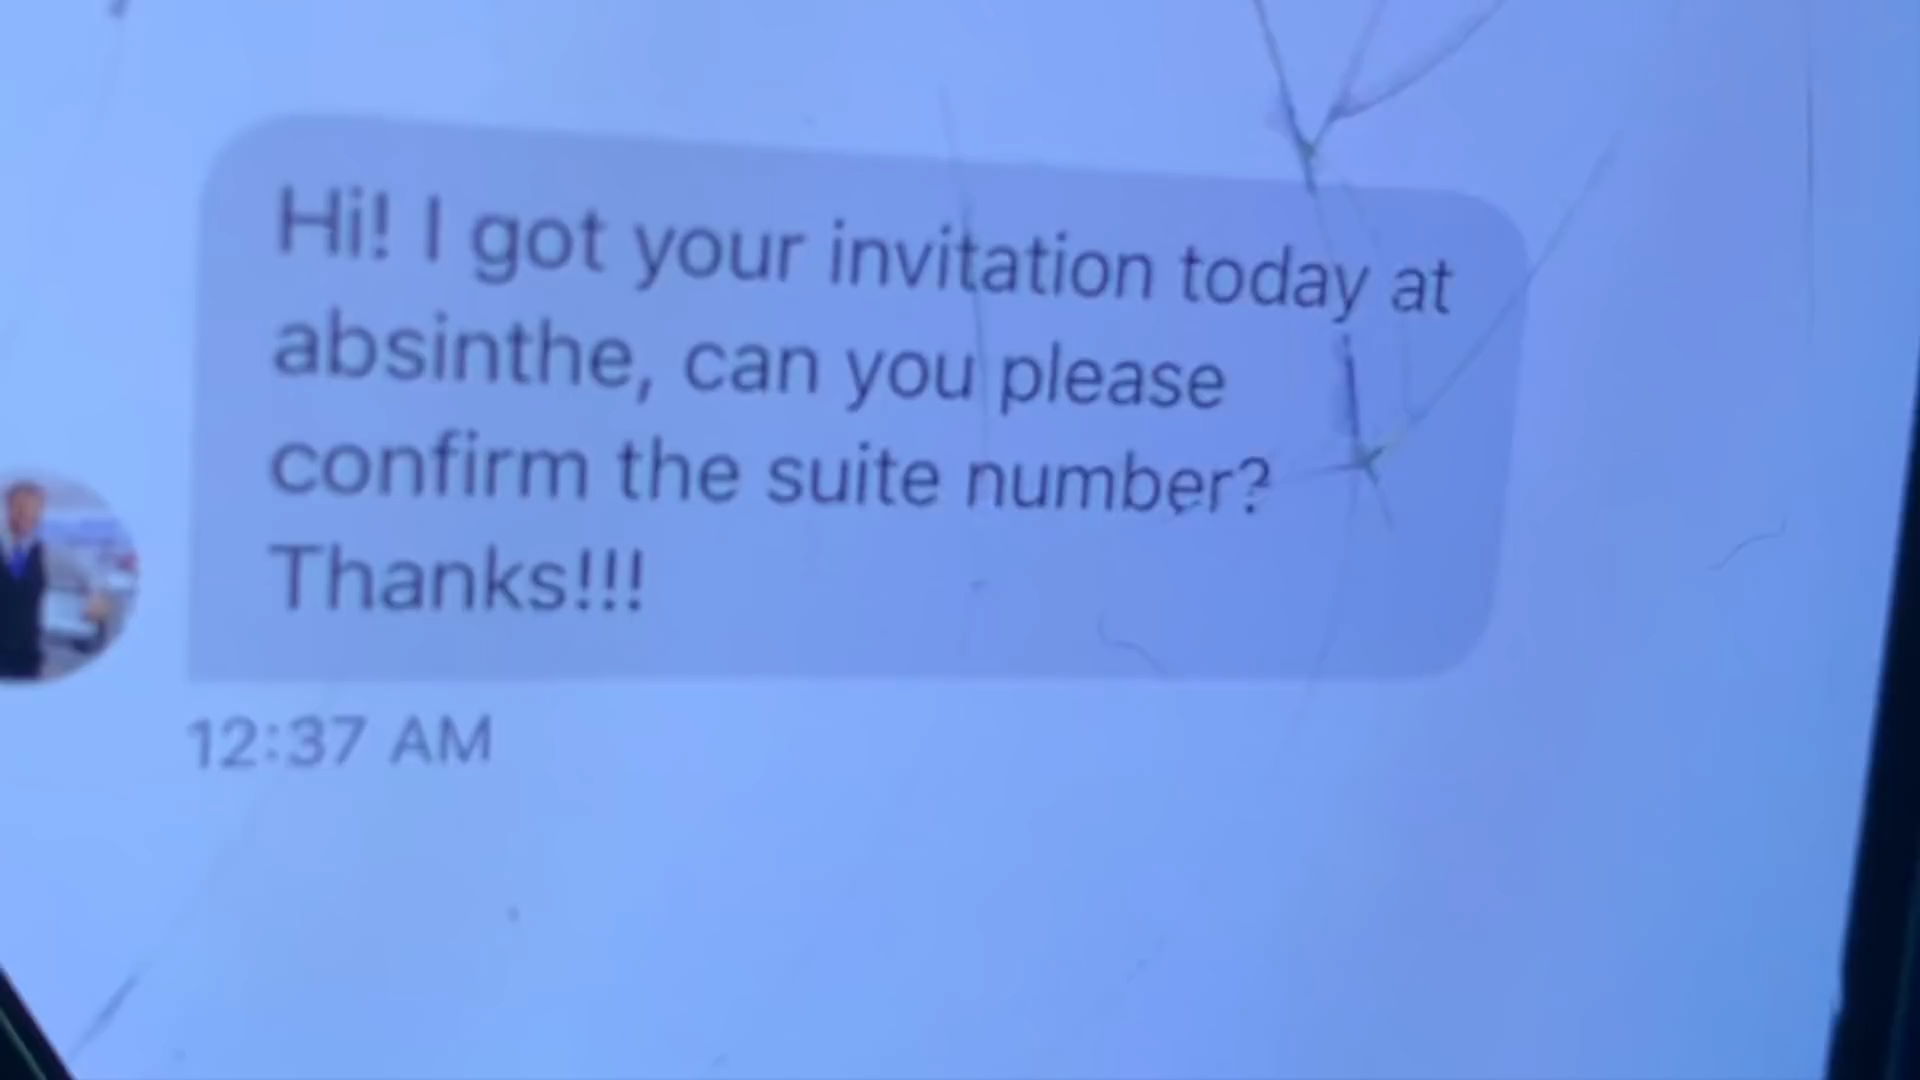 Hi! I got your invitation today at
absinthe, can you please
confirm the suite number?
Thanks!!!
12:37 AM